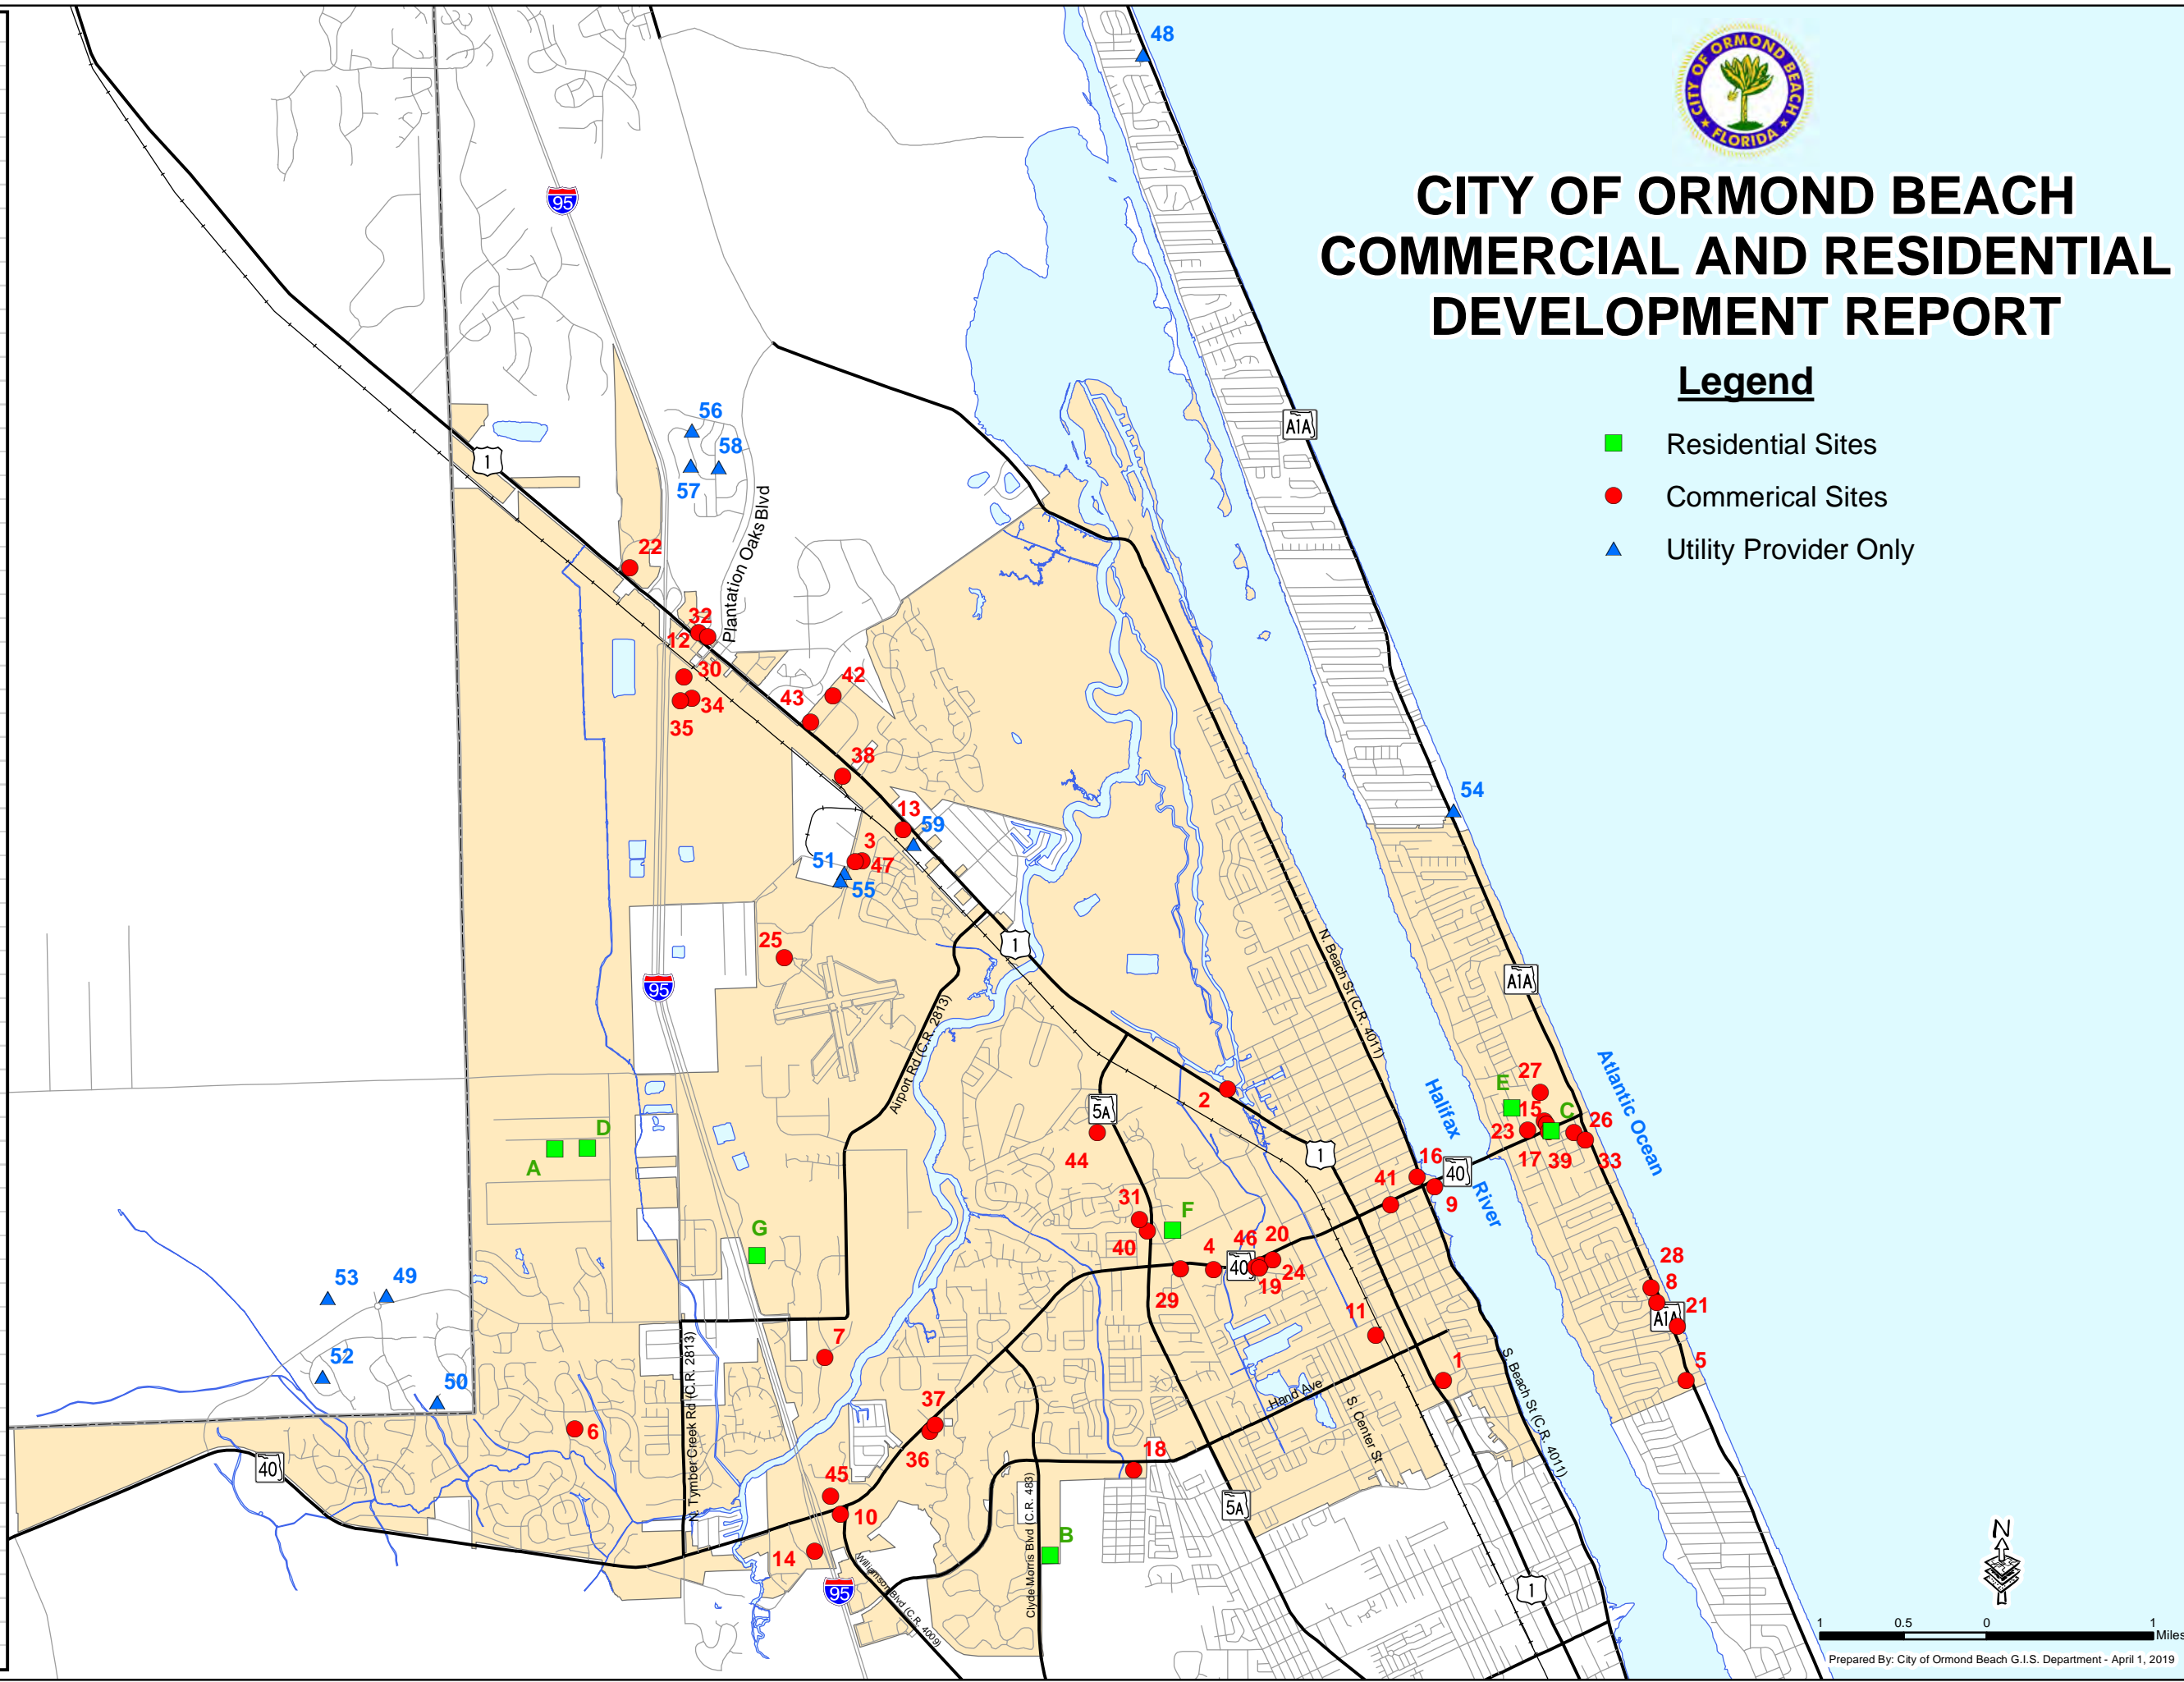 CITY OF ORMOND BEACH
FLORIDA
CITY OF ORMOND BEACH
COMMERCIAL AND RESIDENTIAL
DEVELOPMENT REPORT
Legend
Residential Sites
Commerical Sites
Utility Provider Only
48
95
A1A
1
56
58
57
Plantation Oaks Blvd
22
32
12
30
34
35
42
43
38
13
59
3
47
51
55
54
25
1
95
A1A
N. Beach St (C.R. 4011)
Airport Rd (C.R. 2813)
Halifax
River
Atlantic Ocean
27
E
15
C
26
23
17
39
33
2
5A
44
1
16
41
40
9
A
D
G
31
F
40
4
46
20
40
24
19
29
28
8
21
A1A
5
53
49
52
50
7
11
1
N. Tymber Creek Rd (C.R. 2813)
Hand Ave
S. Center St
S. Beach St (C.R. 4011)
6
37
36
18
40
45
10
14
95
Williamson Blvd (C.R. 4009)
Clyde Morris Blvd (C.R. 483)
B
5A
1
N
1
0.5
0
1
Miles
Prepared By: City of Ormond Beach G.I.S. Department - April 1, 2019